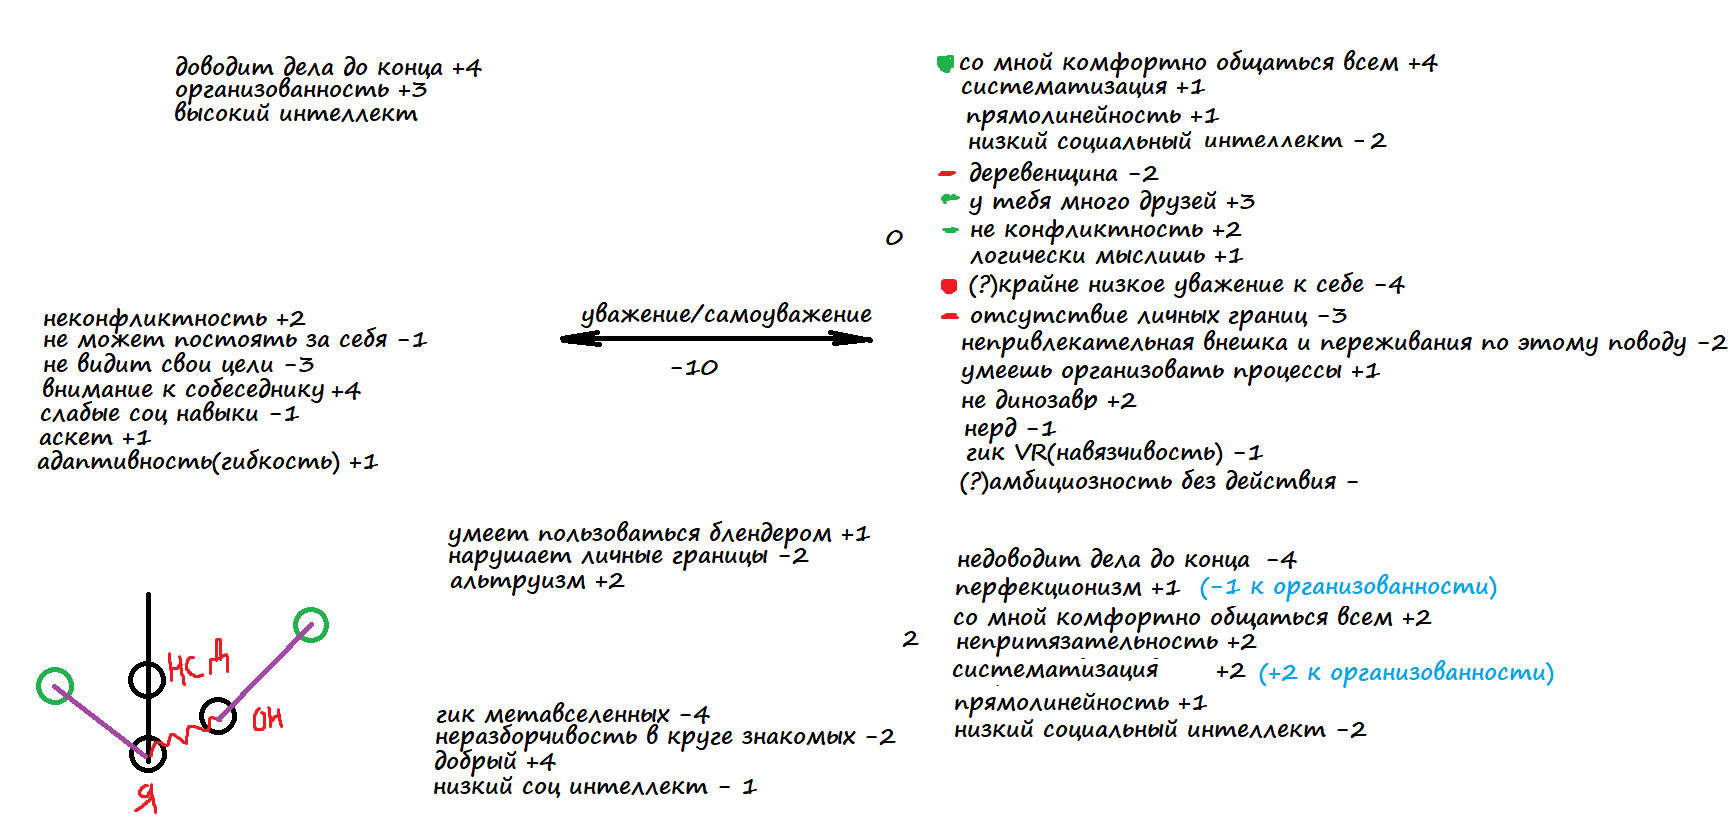 доводит дела до конца +4
организованность +3
высокий интеллект
со мной комфортно общаться всем +4
систематизация +1
прямолинейность +1
низкий социальный интеллект - 2
деревенщина -2
у тебя много друзей +3
не конфликтность +2
логически мыслишь +1
(?)крайне низкое уважение к себе -4
отсутствие личных границ -3
непривлекательная внешка и переживания по этому поводу -2
умеешь организовать процессы +1
не динозавр +2
нерд -1
гик VR(навязчивость) -1
(?)амбициозность без действия -
0
уважение/самоуважение
-10
неконфликтность +2
не может постоять за себя -1
не видит свои цели -3
внимание к собеседнику +4
слабые соц навыки -1
аскет +1
адаптивность(гибкость) +1
умеет пользоваться блендером +1
нарушает личные границы -2
альтруизм +2
недоводит дела до конца -4
перфекционизм +1 (-1 к организованности)
со мной комфортно общаться всем +2
непритязательность +2
систематизация +2 (+2 к организованности)
прямолинейность +1
низкий социальный интеллект -2
2
гик метавселенных -4
неразборчивость в круге знакомых -2
добрый +4
низкий соц интеллект - 1
НСД
ОН
Я